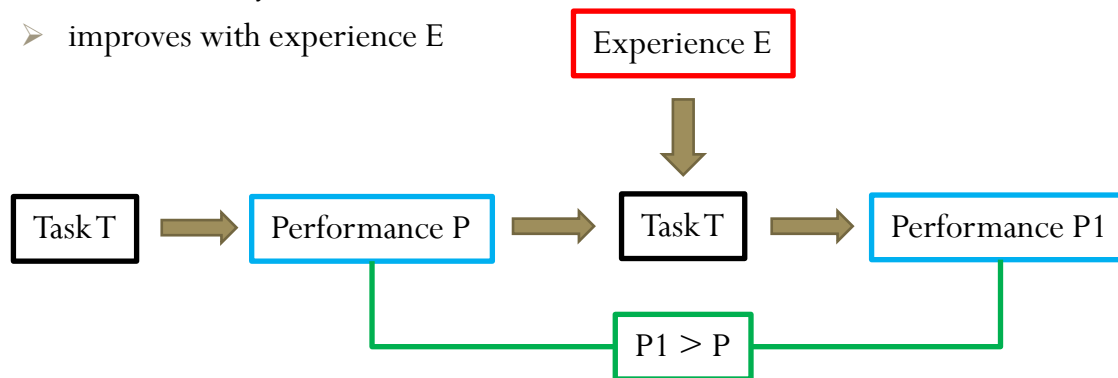 ➢ improves with experience E
Experience E
Task T
Performance P
Task T
Performance P1
P1 > P